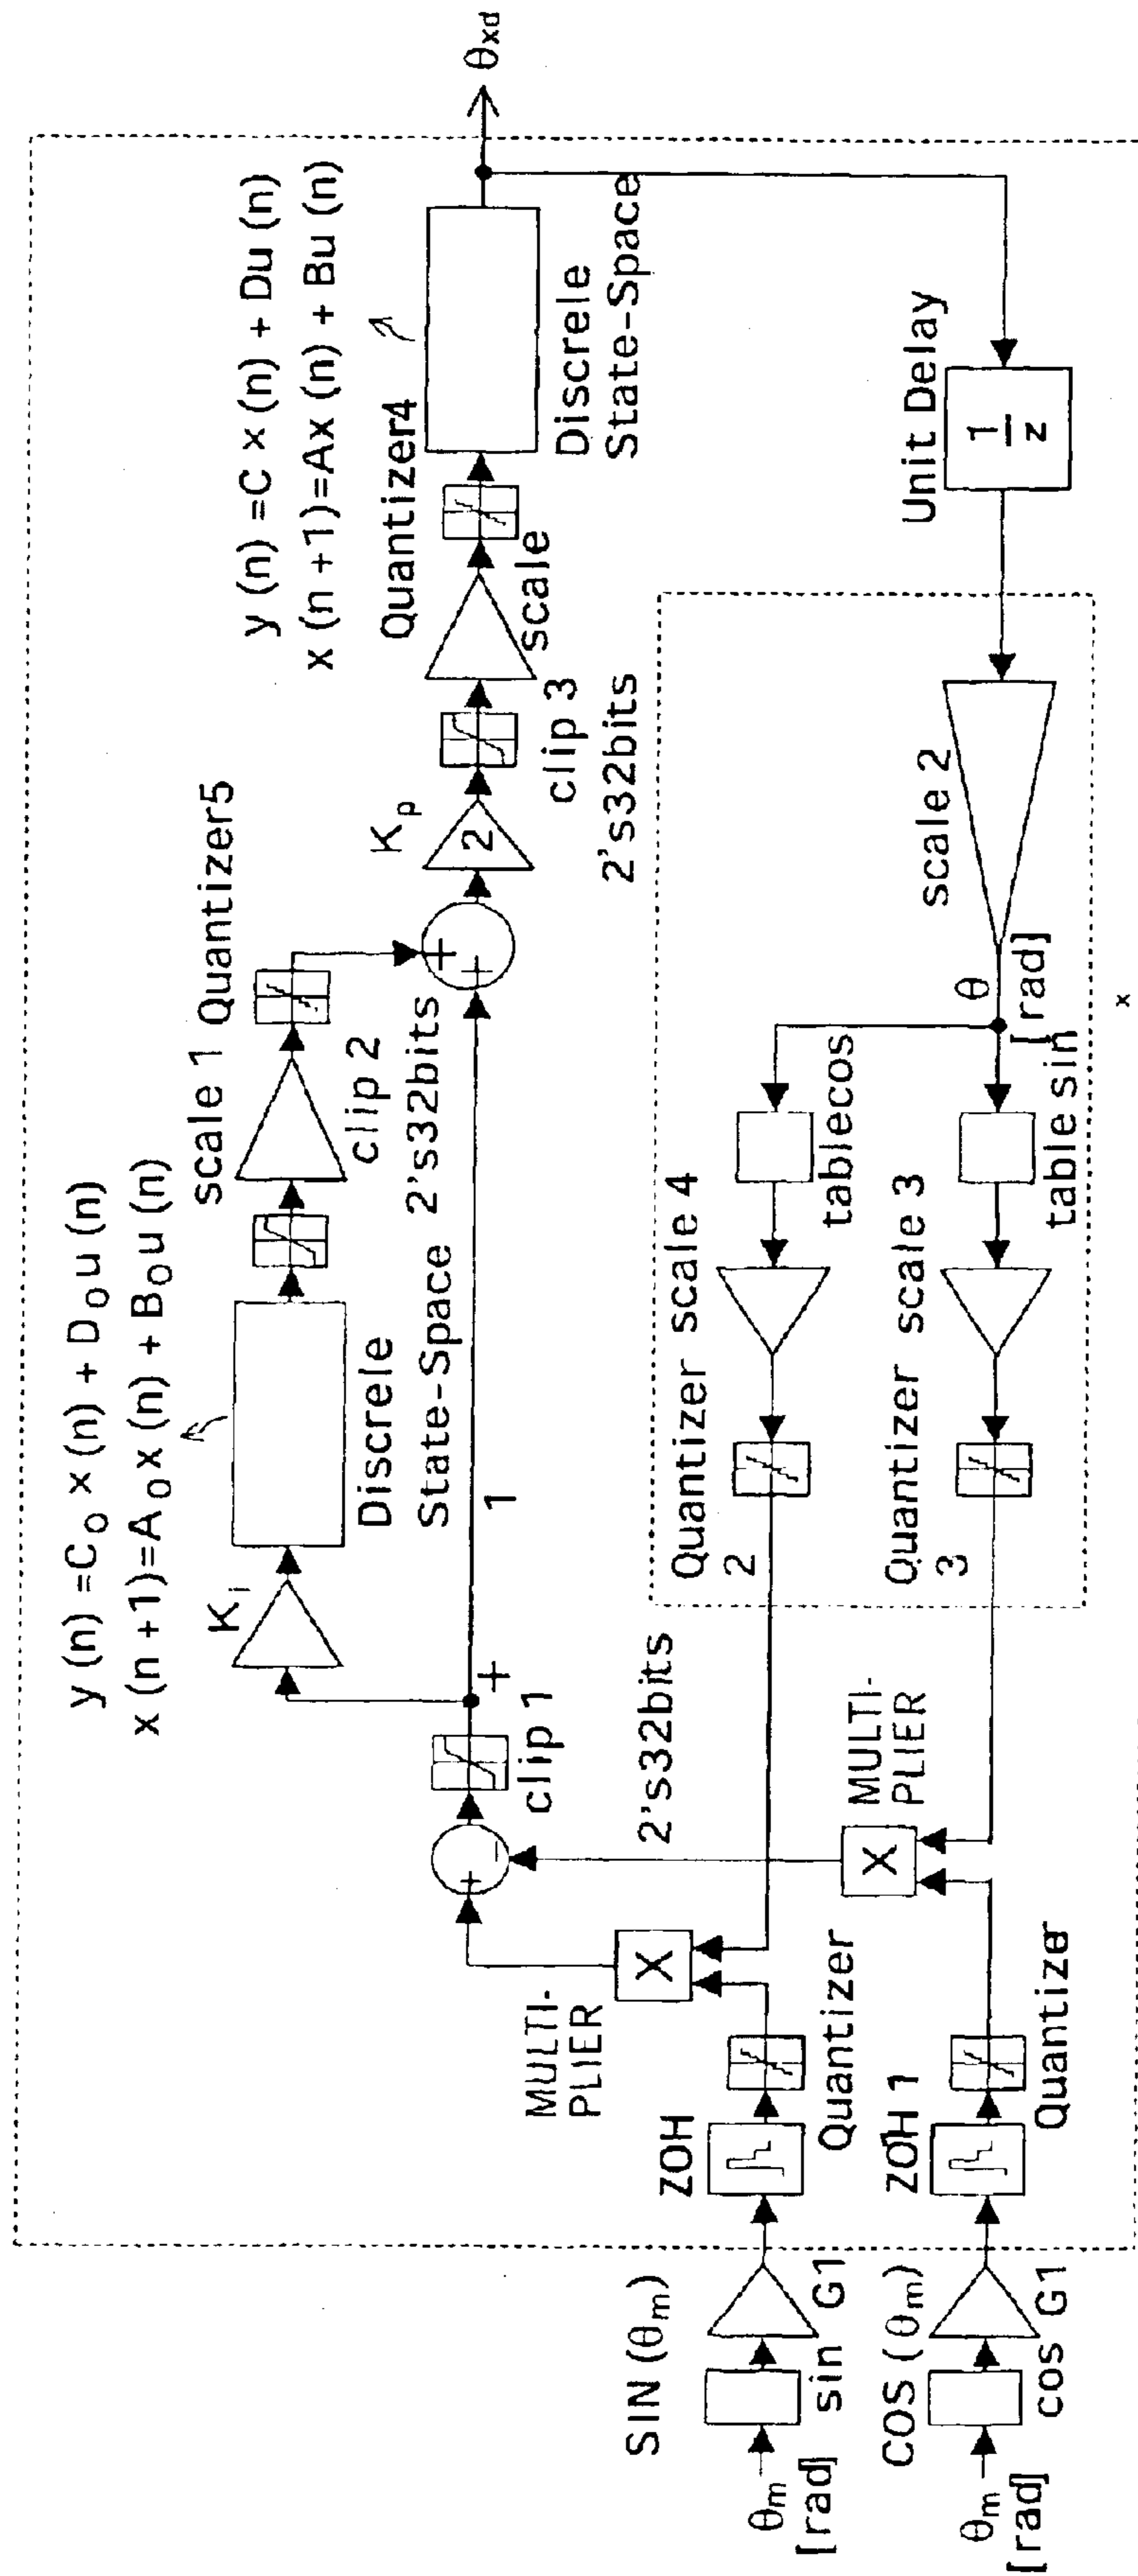 y (n) =C₀ x (n) + D₀u (n)
x (n +1)=A₀x (n) + B₀u (n)
Kᵢ
Discrele
State-Space
1
scale 1
Quantizer5
clip 2
2's32bits
y (n) =C x (n) + Du (n)
x (n +1)=Ax (n) + Bu (n)
+
clip 1
2's32bits
+
-
+
+
Kₚ
2
clip 3
2's32bits
scale
Quantizer4
Discrele
State-Space
θxd
MULTI-
PLIER
X
MULTI-
PLIER
X
Quantizer
2
scale 4
tablecos
Quantizer
3
scale 3
table sin
θ
[rad]
scale 2
Unit Delay
1
z
x
SIN (θm)
θm
[rad]
sin
G1
ZOH
Quantizer
COS (θm)
θm
[rad]
cos
G1
ZOH 1
Quantizer